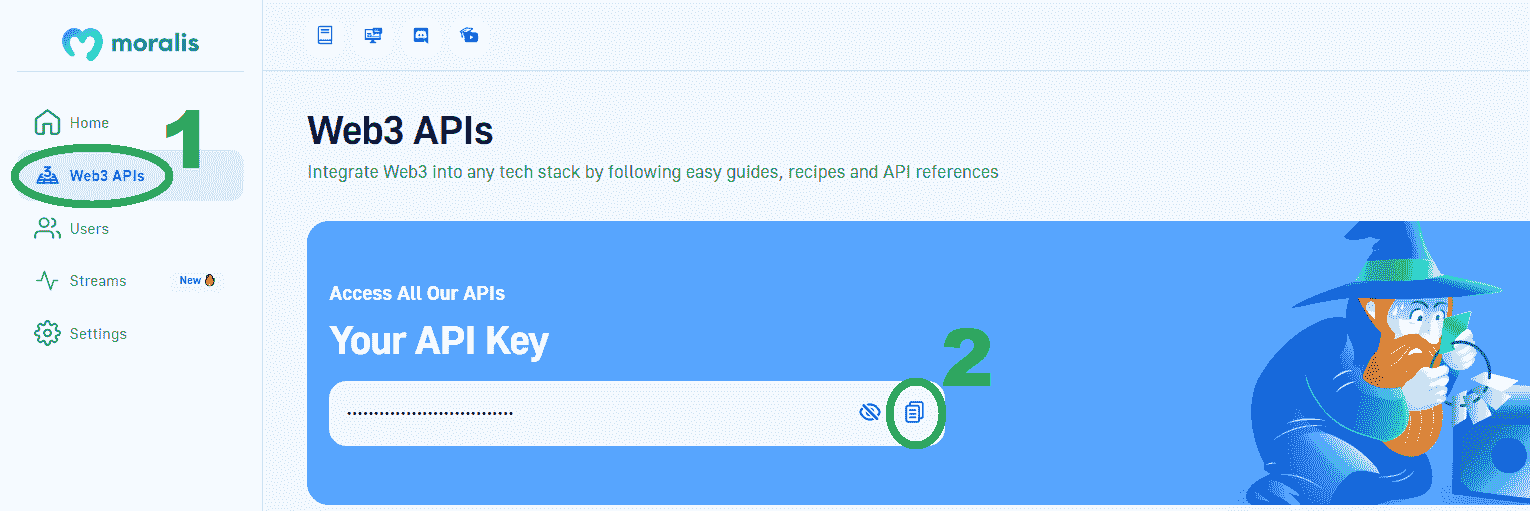 moralis
Home
1
Web3 APIs
Users
Streams New
Settings
Web3 APIs
Integrate Web3 into any tech stack by following easy guides, recipes and API references
Access All Our APIs
Your API Key
2
•••••••••••••••••••••••••••••••